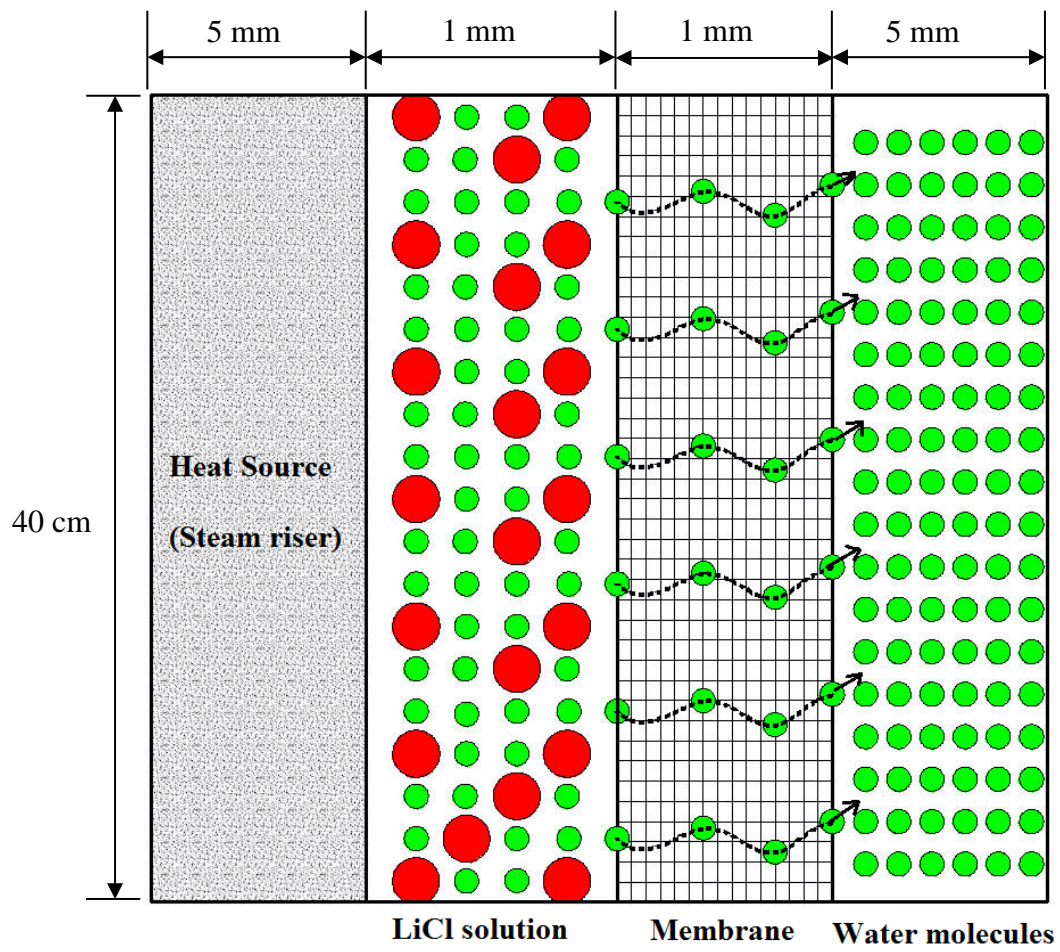 5 mm
1 mm
1 mm
5 mm
Heat Source
(Steam riser)
40 cm
LiCl solution
Membrane
Water molecules